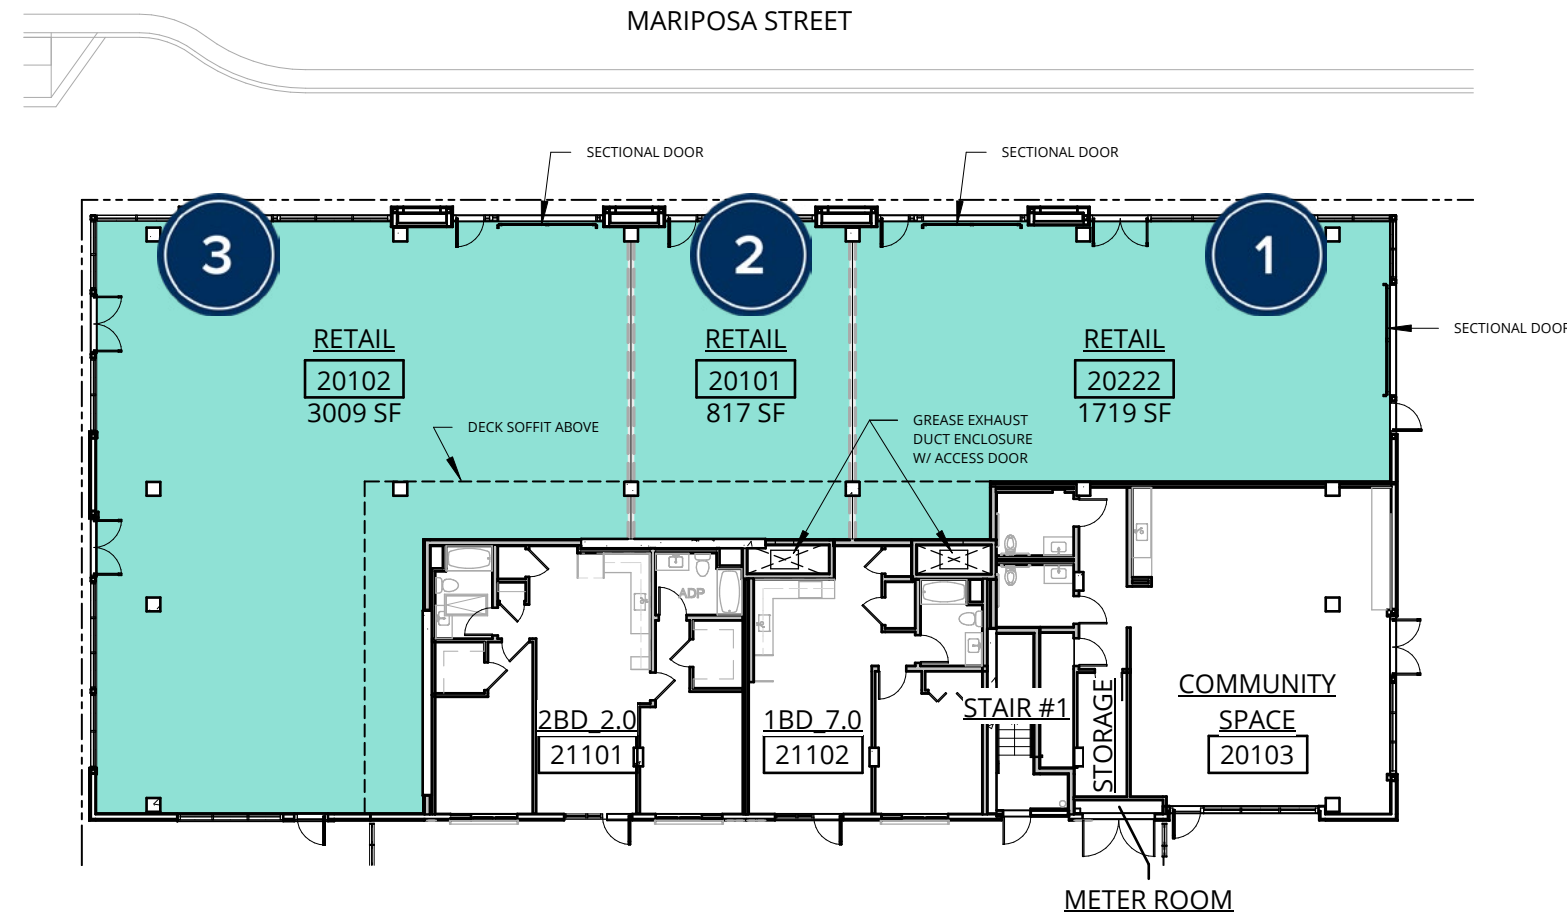 MARIPOSA STREET
SECTIONAL DOOR
SECTIONAL DOOR
3
2
1
RETAIL
20102
3009 SF
RETAIL
20101
817 SF
RETAIL
20222
1719 SF
SECTIONAL DOOR
DECK SOFFIT ABOVE
GREASE EXHAUST
DUCT ENCLOSURE
W/ ACCESS DOOR
ADP
2BD_2.0
21101
1BD_7.0
21102
STAIR #1
STORAGE
COMMUNITY
SPACE
20103
METER ROOM